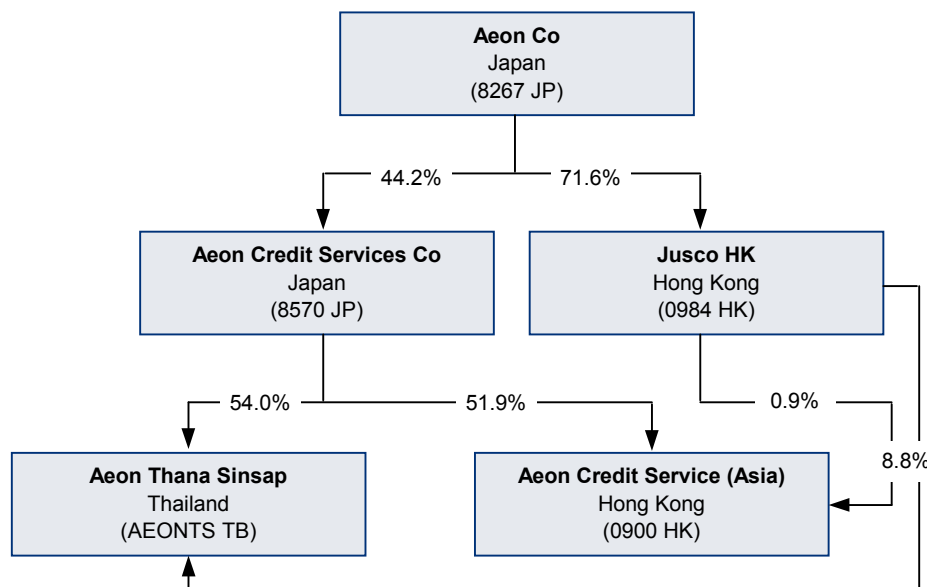 Aeon Co
Japan
(8267 JP)
44.2%
71.6%
Aeon Credit Services Co
Japan
(8570 JP)
Jusco HK
Hong Kong
(0984 HK)
54.0%
51.9%
0.9%
8.8%
Aeon Thana Sinsap
Thailand
(AEONTS TB)
Aeon Credit Service (Asia)
Hong Kong
(0900 HK)